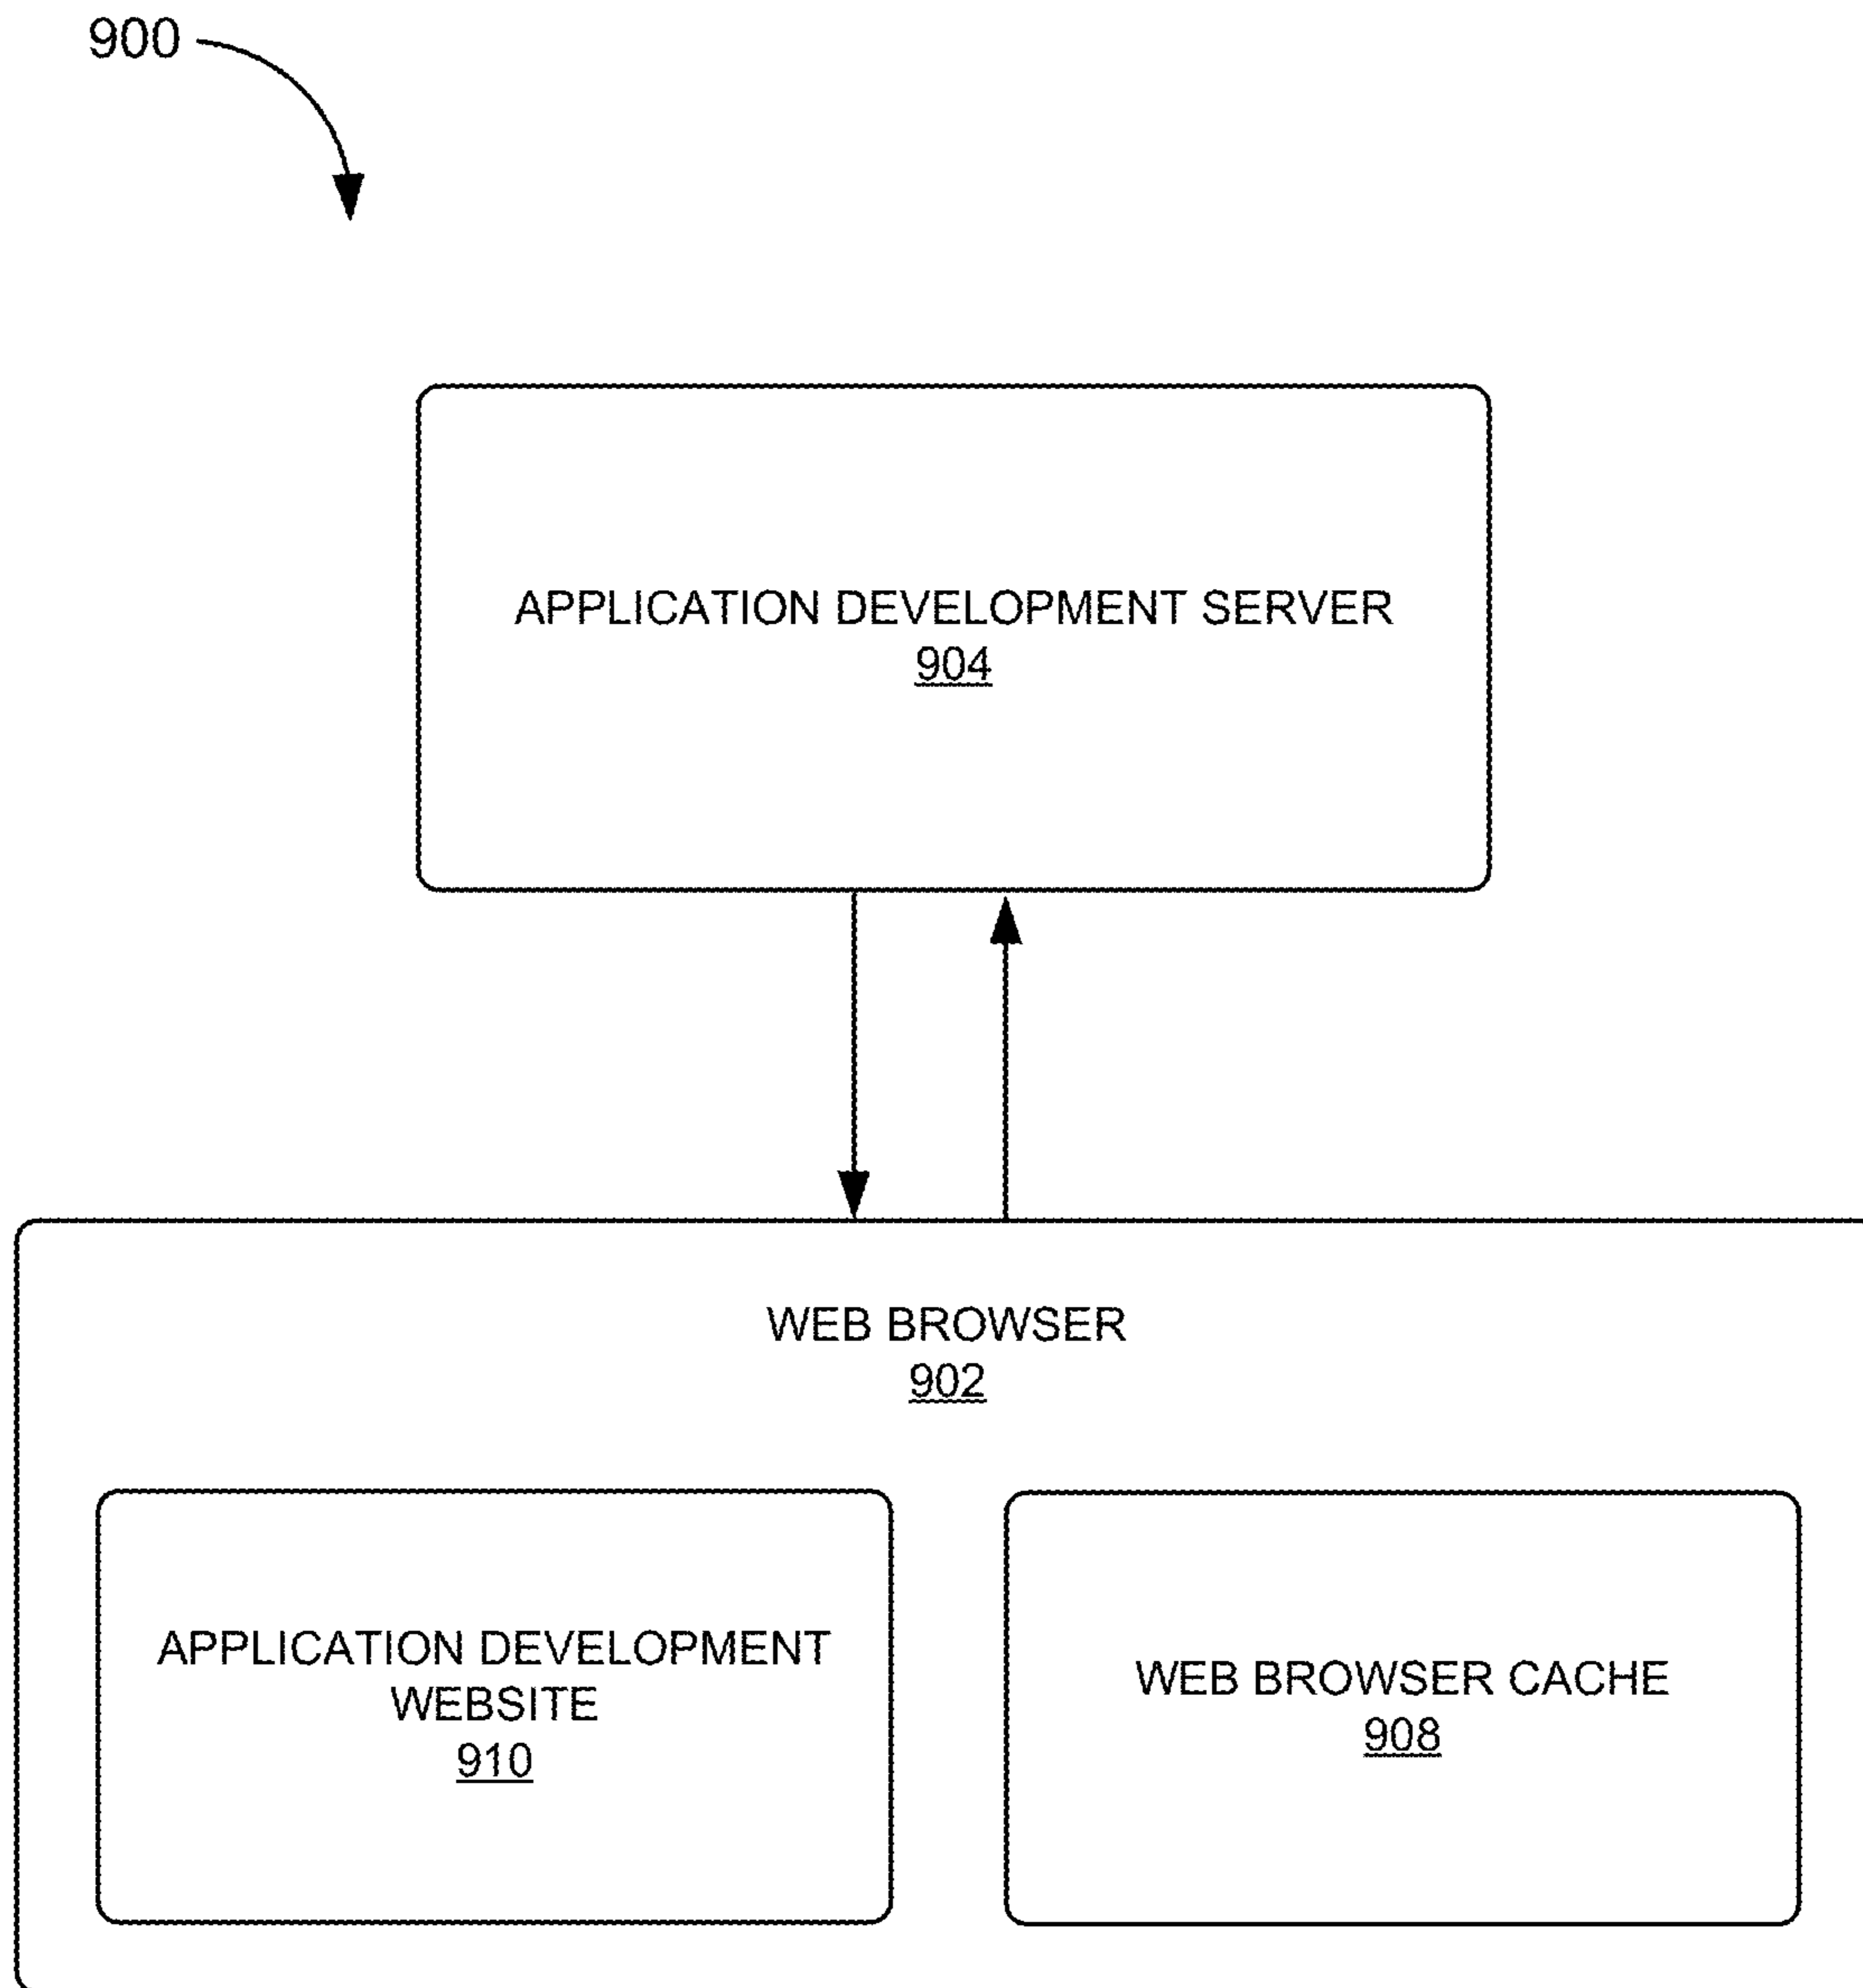 900
APPLICATION DEVELOPMENT SERVER
904
WEB BROWSER
902
APPLICATION DEVELOPMENT
WEBSITE
910
WEB BROWSER CACHE
908